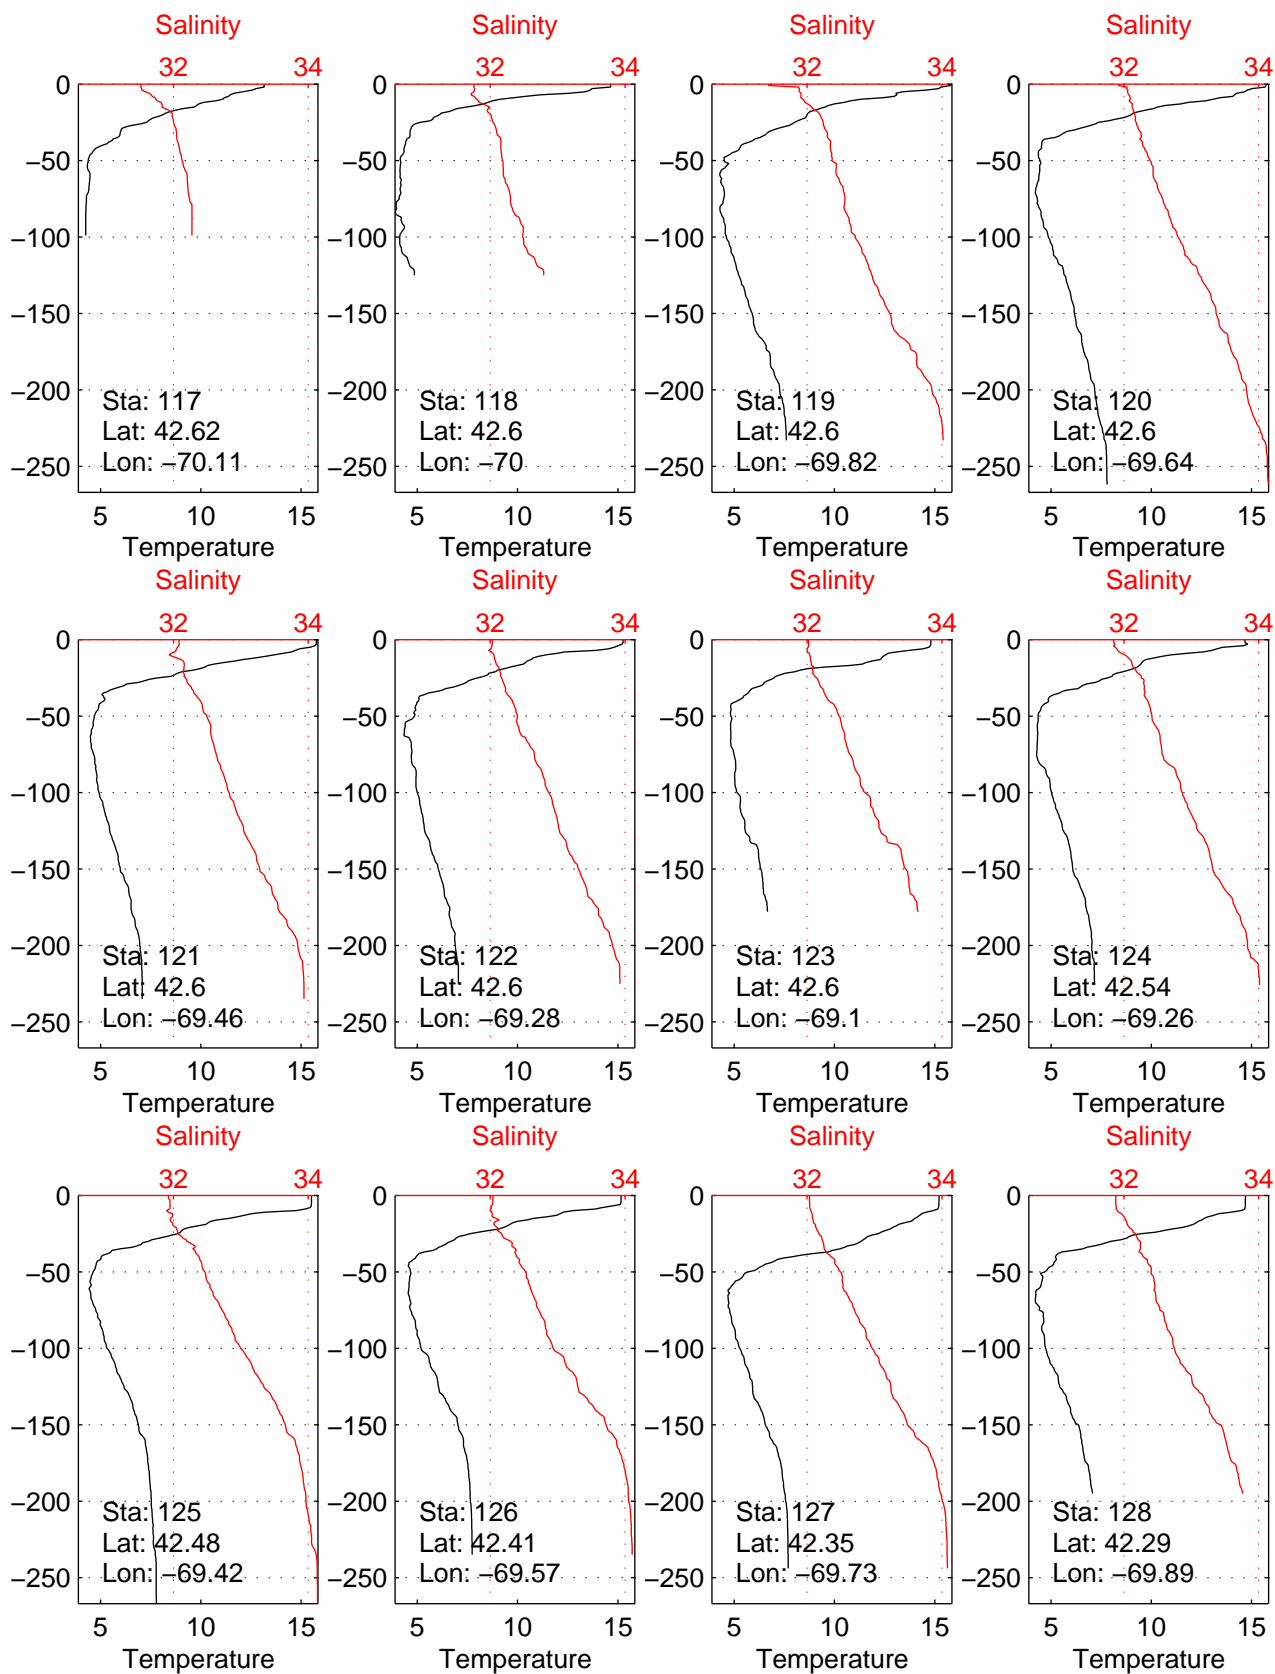 Salinity Salinity Salinity Salinity
32 34 32 34 32 34 32 34
0 0 0 0
−50 −50 −50 −50
−100 −100 −100 −100
−150 −150 −150 −150
−200 −200 −200 −200
Sta: 117 Sta: 118 Sta: 119 Sta: 120
Lat: 42.62 Lat: 42.6 Lat: 42.6 Lat: 42.6
−250 Lon: −70.11 −250 Lon: −70 −250 Lon: −69.82 −250 Lon: −69.64
5 10 15 5 10 15 5 10 15 5 10 15
Temperature Temperature Temperature Temperature
Salinity Salinity Salinity Salinity
32 34 32 34 32 34 32 34
0 0 0 0
−50 −50 −50 −50
−100 −100 −100 −100
−150 −150 −150 −150
−200 −200 −200 −200
Sta: 121 Sta: 122 Sta: 123 Sta: 124
Lat: 42.6 Lat: 42.6 Lat: 42.6 Lat: 42.54
−250 Lon: −69.46 −250 Lon: −69.28 −250 Lon: −69.1 −250 Lon: −69.26
5 10 15 5 10 15 5 10 15 5 10 15
Temperature Temperature Temperature Temperature
Salinity Salinity Salinity Salinity
32 34 32 34 32 34 32 34
0 0 0 0
−50 −50 −50 −50
−100 −100 −100 −100
−150 −150 −150 −150
−200 −200 −200 −200
Sta: 125 Sta: 126 Sta: 127 Sta: 128
Lat: 42.48 Lat: 42.41 Lat: 42.35 Lat: 42.29
−250 Lon: −69.42 −250 Lon: −69.57 −250 Lon: −69.73 −250 Lon: −69.89
5 10 15 5 10 15 5 10 15 5 10 15
Temperature Temperature Temperature Temperature